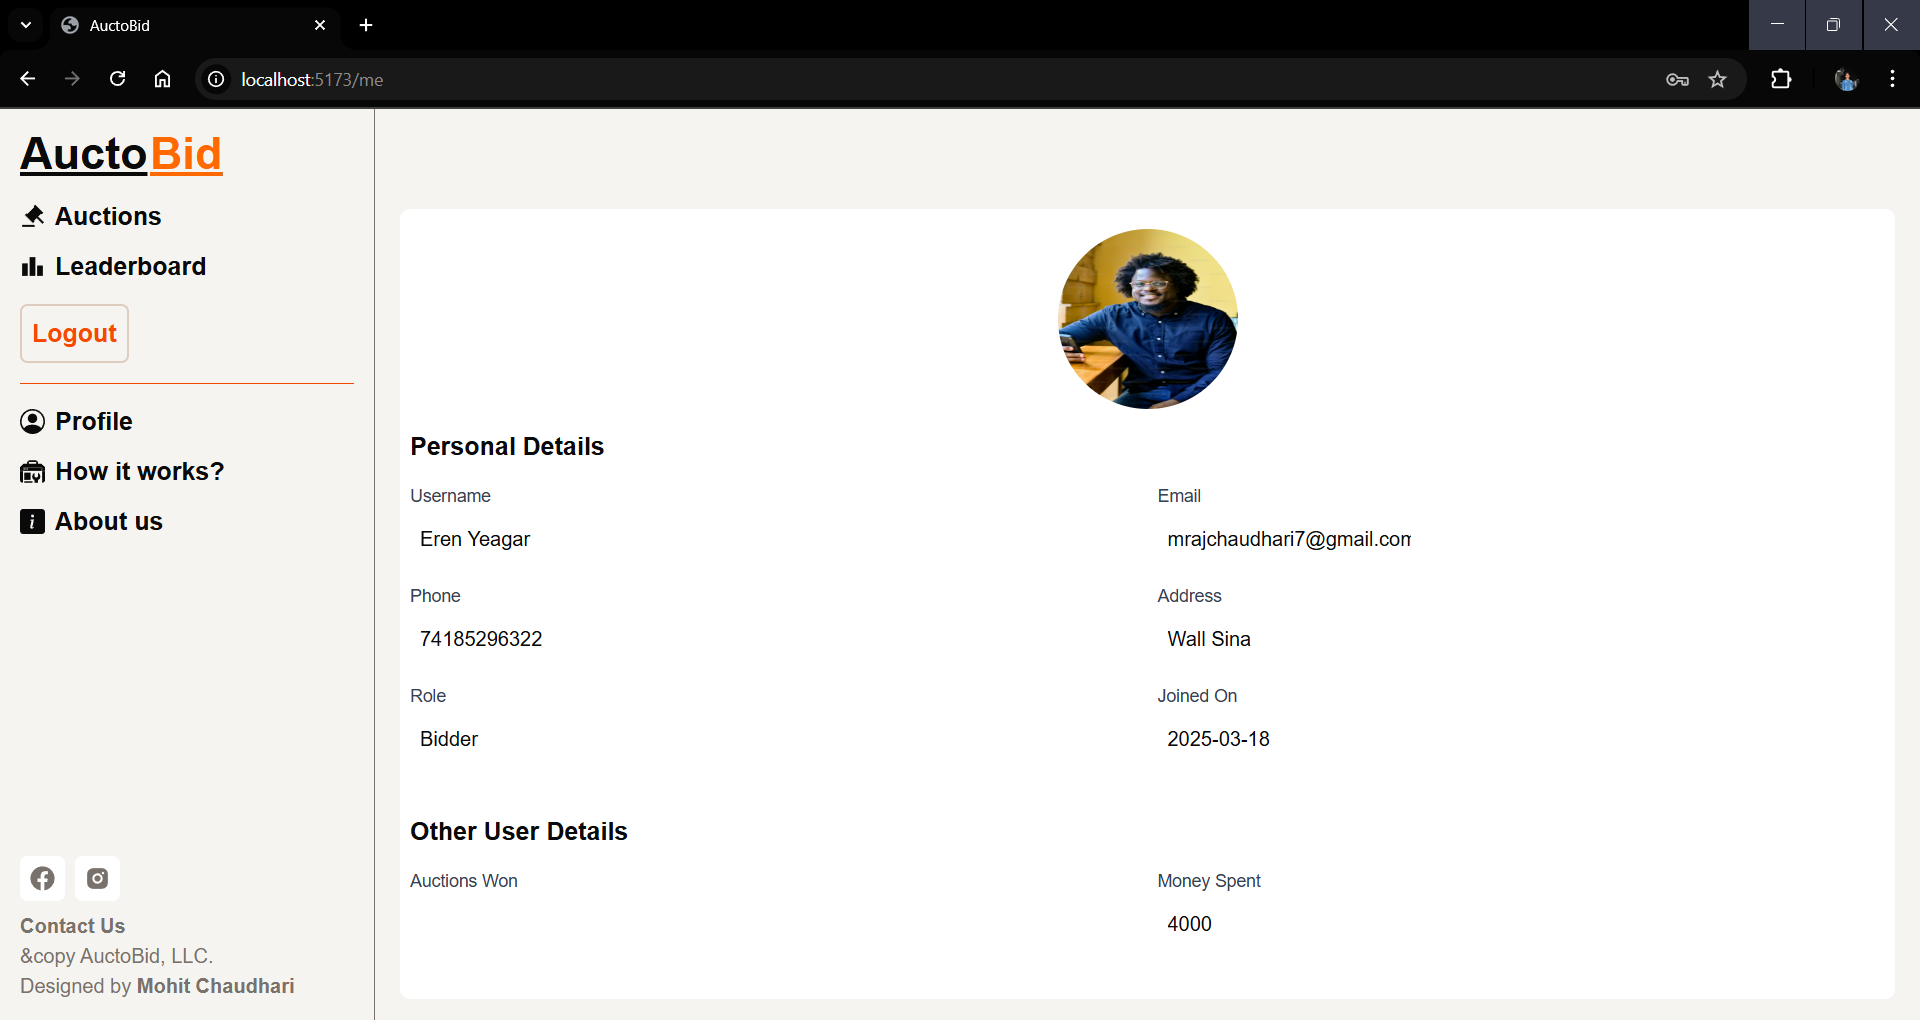 AuctoBid
localhost:5173/me
AuctoBid
Auctions
Leaderboard
Logout
Profile
How it works?
About us
Contact Us
&copy AuctoBid, LLC.
Designed by Mohit Chaudhari
Personal Details
Username
Eren Yeagar
Email
mrajchaudhari7@gmail.com
Phone
74185296322
Address
Wall Sina
Role
Bidder
Joined On
2025-03-18
Other User Details
Auctions Won
Money Spent
4000